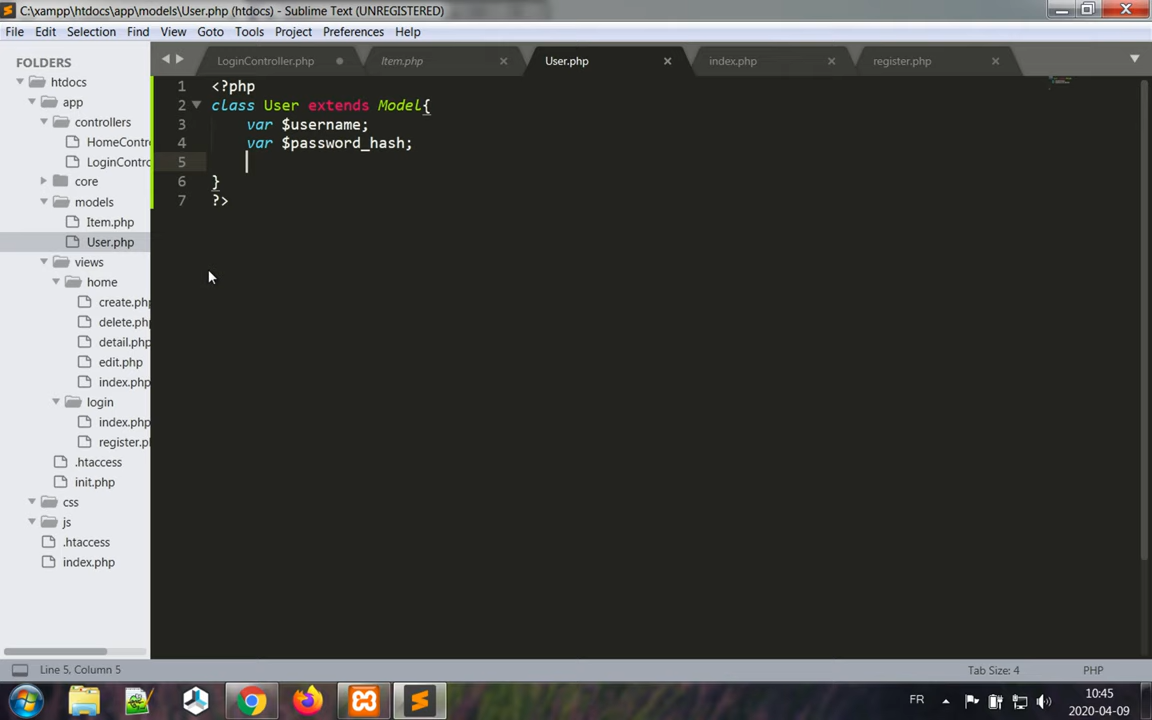 C:\xampp\htdocs\app\models\User.php (htdocs) - Sublime Text (UNREGISTERED)
File Edit Selection Find View Goto Tools Project Preferences Help
FOLDERS
htdocs
app
controllers
HomeContr
LoginContro
core
models
Item.php
User.php
views
home
create.php
delete.php
detail.php
edit.php
index.php
login
index.php
register.p
.htaccess
init.php
css
js
.htaccess
index.php
LoginController.php Item.php User.php index.php register.php
1 <?php
2 class User extends Model{
3 var $username;
4 var $password_hash;
5
6 }
7 ?>
Line 5, Column 5 Tab Size: 4 PHP
FR 10:45
2020-04-09